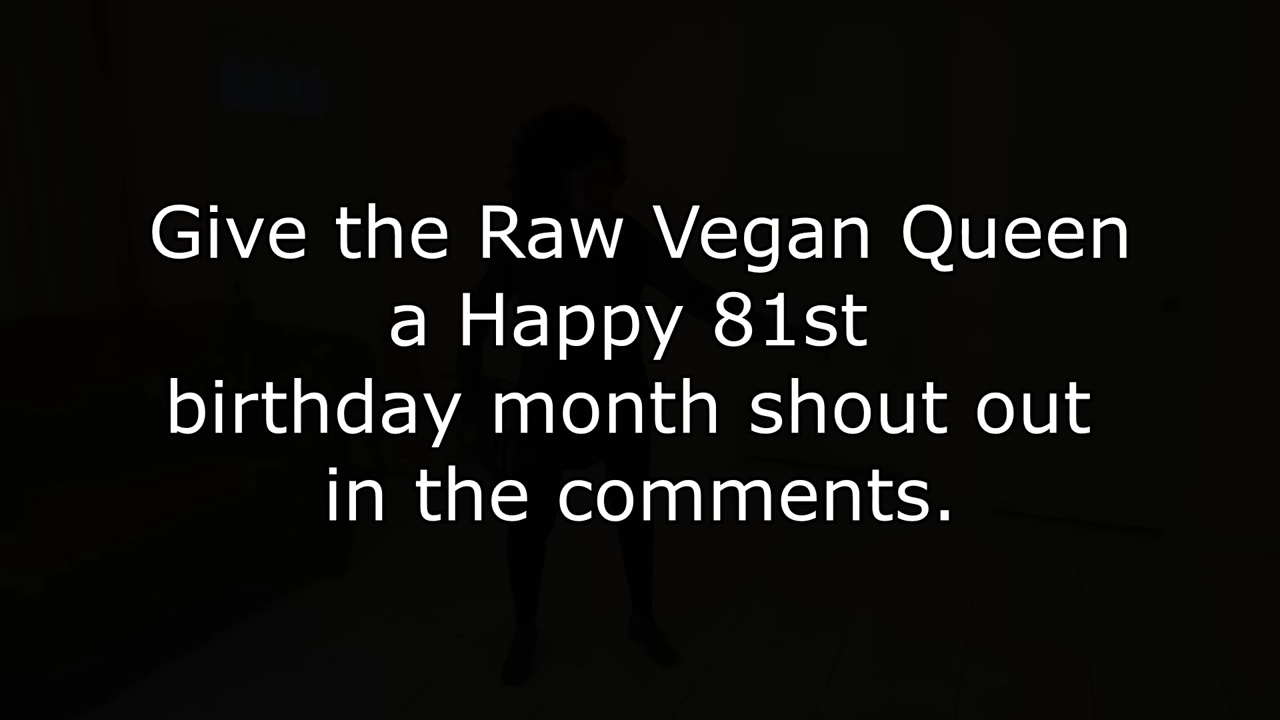 Give the Raw Vegan Queen
a Happy 81st
birthday month shout out
in the comments.